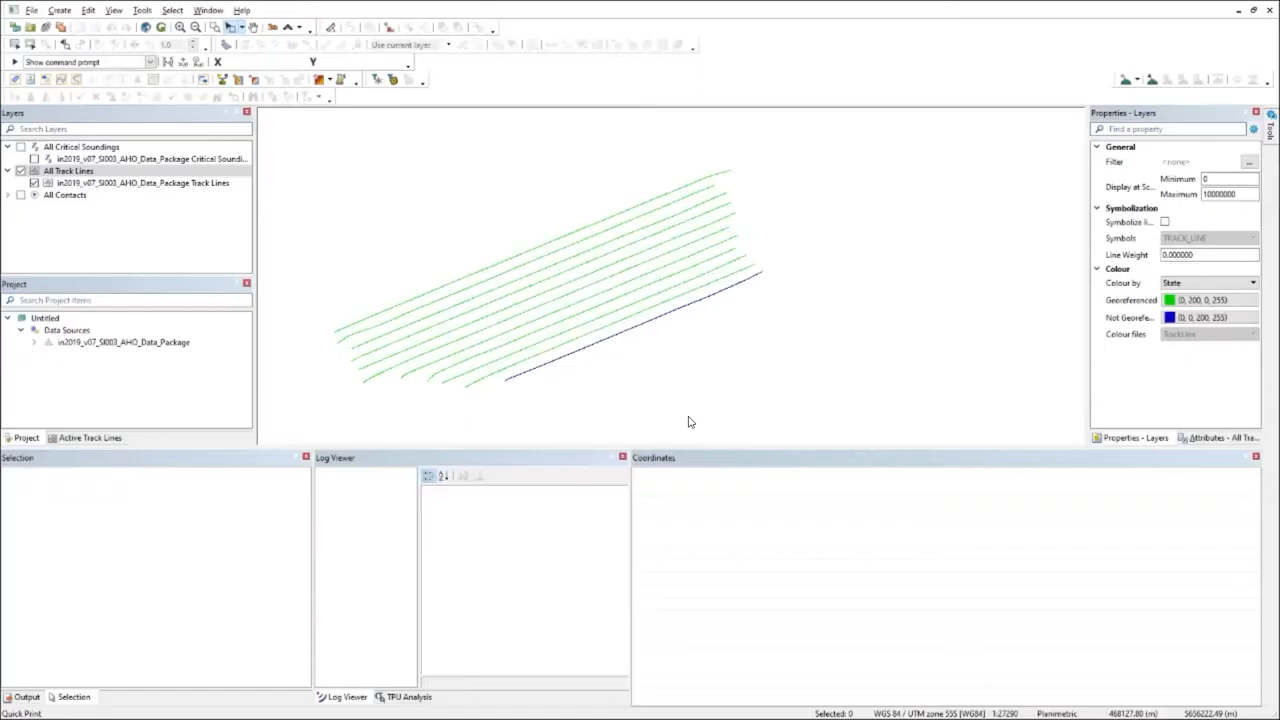 File Create Edit View Tools Select Window Help
1.0
Use current layer
Show command prompt
X
Y
Layers
Search Layers
All Critical Soundings
in2019_v07_SI003_AHO_Data_Package Critical Soundi...
All Track Lines
in2019_v07_SI003_AHO_Data_Package Track Lines
All Contacts
Project
Search Project Items
Untitled
Data Sources
in2019_v07_SI003_AHO_Data_Package
Project
Active Track Lines
Properties - Layers
Find a property
Tools
General
Filter <none> ...
Display at Sc...
Minimum 0
Maximum 10000000
Symbolization
Symbolize li...
Symbols TRACK_LINE
Line Weight 0.000000
Colour
Colour by State
Georeferenced (0, 200, 0, 255)
Not Georefe... (0, 0, 200, 255)
Colour files TrackLine
Properties - Layers
Attributes - All Tra...
Selection
Log Viewer
Coordinates
Output
Selection
Log Viewer
TPU Analysis
Quick Print
Selected: 0
WGS 84 / UTM zone 55S [WG84]
1:27290
Planimetric
468127.80 (m)
5656222.49 (m)